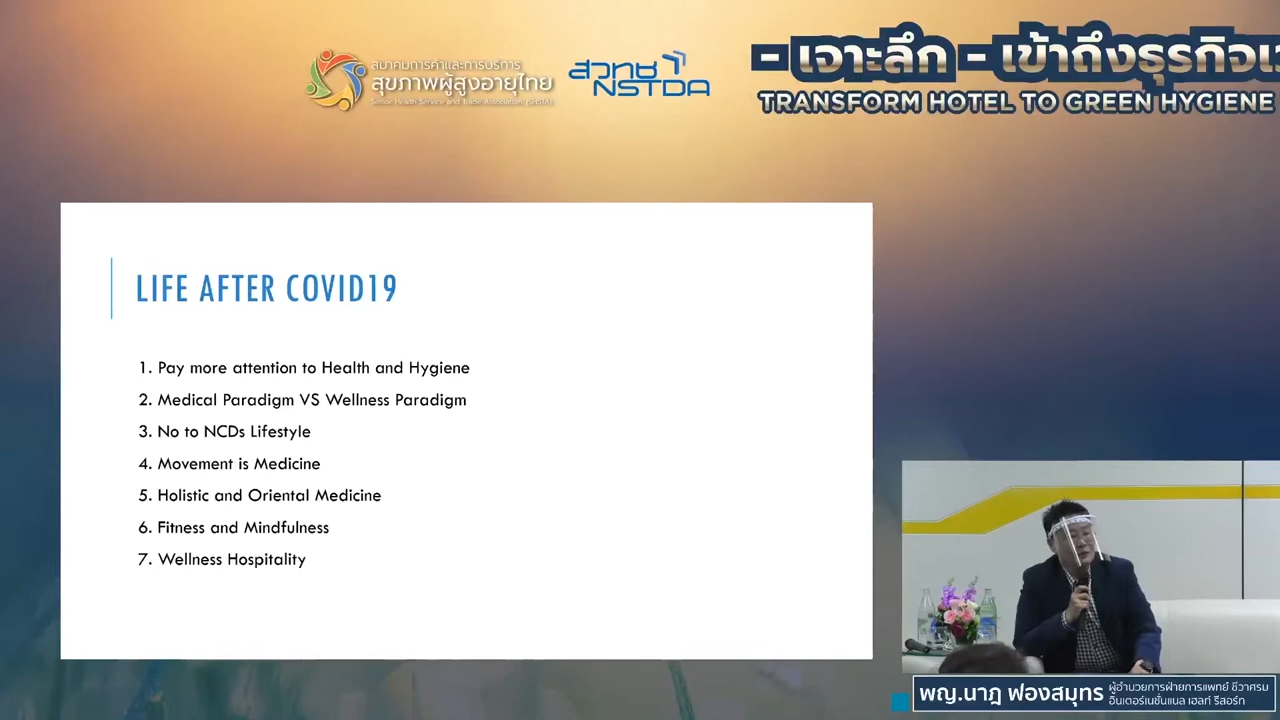 สมาคมการค้าและการบริการ
สุขภาพผู้สูงอายุไทย
Senior Health Service and Trade Association (SHSTA)
สวทช
NSTDA
- เจาะลึก - เข้าถึงธุรกิจเ
TRANSFORM HOTEL TO GREEN HYGIENE
LIFE AFTER COVID19
1. Pay more attention to Health and Hygiene
2. Medical Paradigm VS Wellness Paradigm
3. No to NCDs Lifestyle
4. Movement is Medicine
5. Holistic and Oriental Medicine
6. Fitness and Mindfulness
7. Wellness Hospitality
พญ.นาฎ ฟองสมุทร
ผู้อำนวยการฝ่ายการแพทย์ ชีวาศรม
อินเตอร์เนชั่นแนล เฮลท์ รีสอร์ท